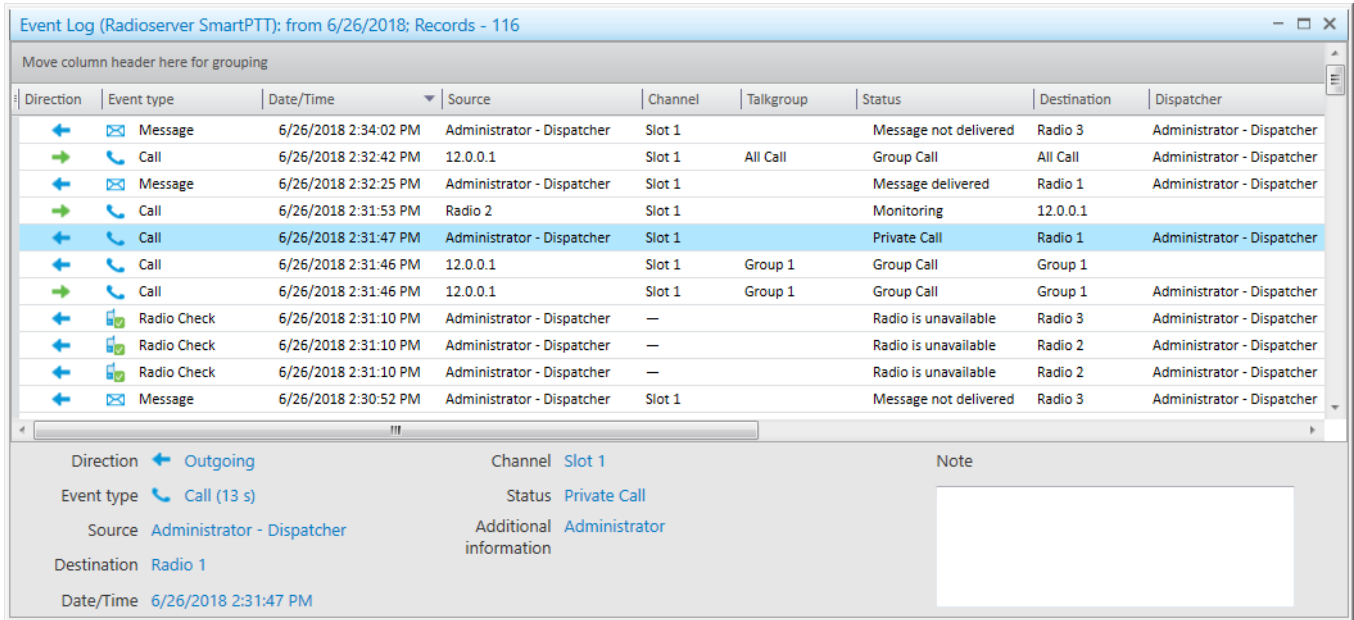 Event Log (Radioserver SmartPTT): from 6/26/2018; Records - 116
Move column header here for grouping
Direction Event type Date/Time Source Channel Talkgroup Status Destination Dispatcher
Message 6/26/2018 2:34:02 PM Administrator - Dispatcher Slot 1 Message not delivered Radio 3 Administrator - Dispatcher
Call 6/26/2018 2:32:42 PM 12.0.0.1 Slot 1 All Call Group Call All Call Administrator - Dispatcher
Message 6/26/2018 2:32:25 PM Administrator - Dispatcher Slot 1 Message delivered Radio 1 Administrator - Dispatcher
Call 6/26/2018 2:31:53 PM Radio 2 Slot 1 Monitoring 12.0.0.1
Call 6/26/2018 2:31:47 PM Administrator - Dispatcher Slot 1 Private Call Radio 1 Administrator - Dispatcher
Call 6/26/2018 2:31:46 PM 12.0.0.1 Slot 1 Group 1 Group Call Group 1
Call 6/26/2018 2:31:46 PM 12.0.0.1 Slot 1 Group 1 Group Call Group 1 Administrator - Dispatcher
Radio Check 6/26/2018 2:31:10 PM Administrator - Dispatcher — Radio is unavailable Radio 3 Administrator - Dispatcher
Radio Check 6/26/2018 2:31:10 PM Administrator - Dispatcher — Radio is unavailable Radio 2 Administrator - Dispatcher
Radio Check 6/26/2018 2:31:10 PM Administrator - Dispatcher — Radio is unavailable Radio 2 Administrator - Dispatcher
Message 6/26/2018 2:30:52 PM Administrator - Dispatcher Slot 1 Message not delivered Radio 3 Administrator - Dispatcher
Direction Outgoing Channel Slot 1 Note
Event type Call (13 s) Status Private Call
Source Administrator - Dispatcher Additional Administrator
information
Destination Radio 1
Date/Time 6/26/2018 2:31:47 PM